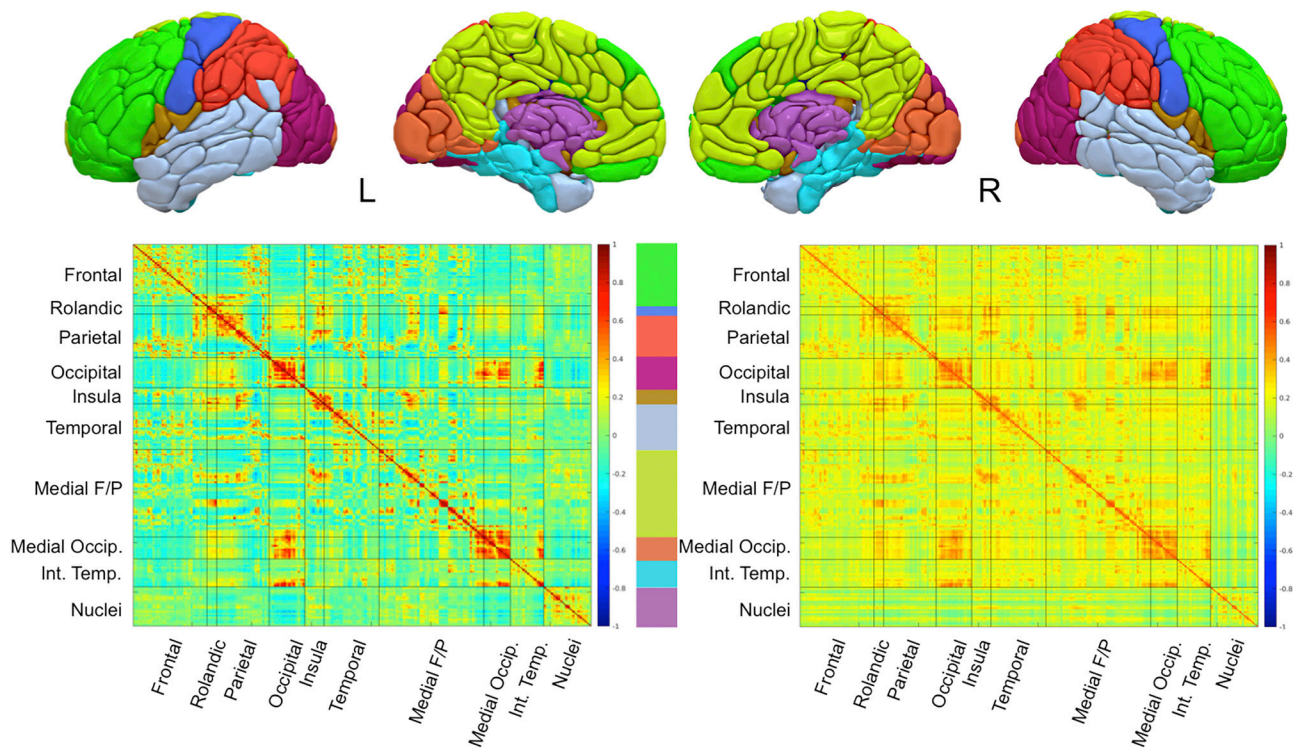 L
R
Frontal
Rolandic
Parietal
Occipital
Insula
Temporal
Medial F/P
Medial Occip.
Int. Temp.
Nuclei
1
0.8
0.6
0.4
0.2
0
-0.2
-0.4
-0.6
-0.8
-1
Frontal
Rolandic
Parietal
Occipital
Insula
Temporal
Medial F/P
Medial Occip.
Int. Temp.
Nuclei
Frontal
Rolandic
Parietal
Occipital
Insula
Temporal
Medial F/P
Medial Occip.
Int. Temp.
Nuclei
1
0.8
0.6
0.4
0.2
0
-0.2
-0.4
-0.6
-0.8
-1
Frontal
Rolandic
Parietal
Occipital
Insula
Temporal
Medial F/P
Medial Occip.
Int. Temp.
Nuclei